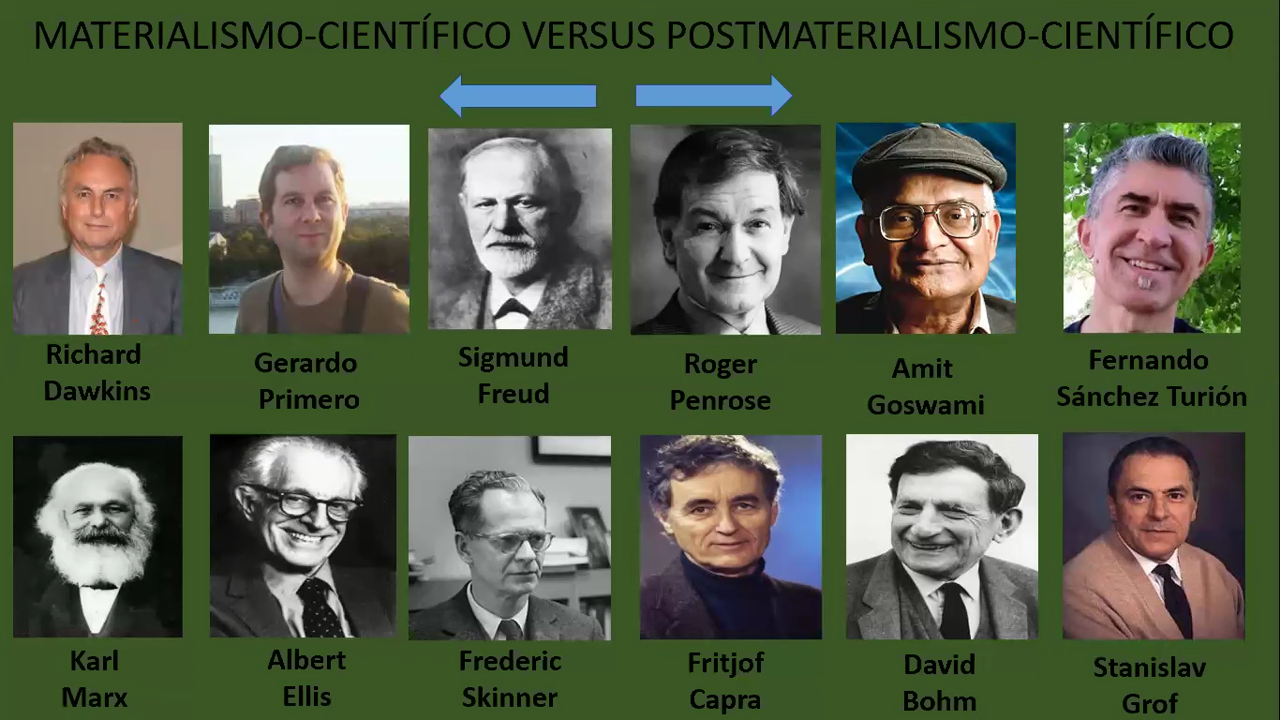 MATERIALISMO-CIENTÍFICO VERSUS POSTMATERIALISMO-CIENTÍFICO
Richard
Dawkins
Gerardo
Primero
Sigmund
Freud
Roger
Penrose
Amit
Goswami
Fernando
Sánchez Turión
Karl
Marx
Albert
Ellis
Frederic
Skinner
Fritjof
Capra
David
Bohm
Stanislav
Grof